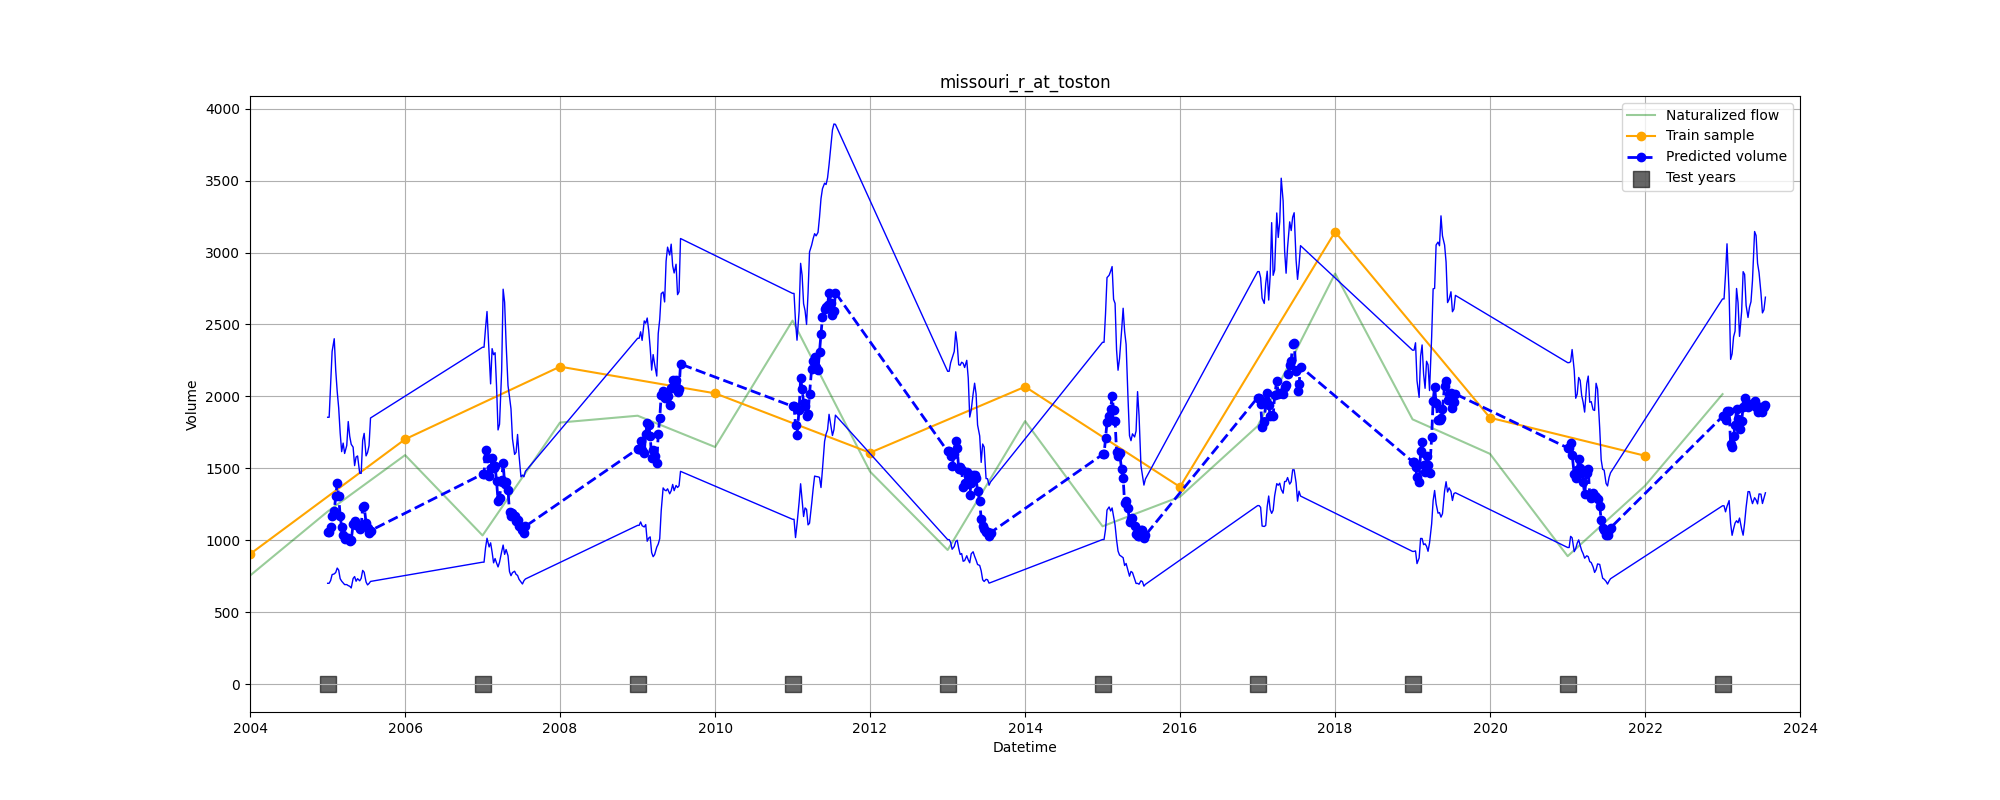 missouri_r_at_toston
4000
3500
3000
2500
2000
1500
1000
500
0
Volume
Naturalized flow
Train sample
Predicted volume
Test years
2004 2006 2008 2010 2012 2014 2016 2018 2020 2022 2024
Datetime